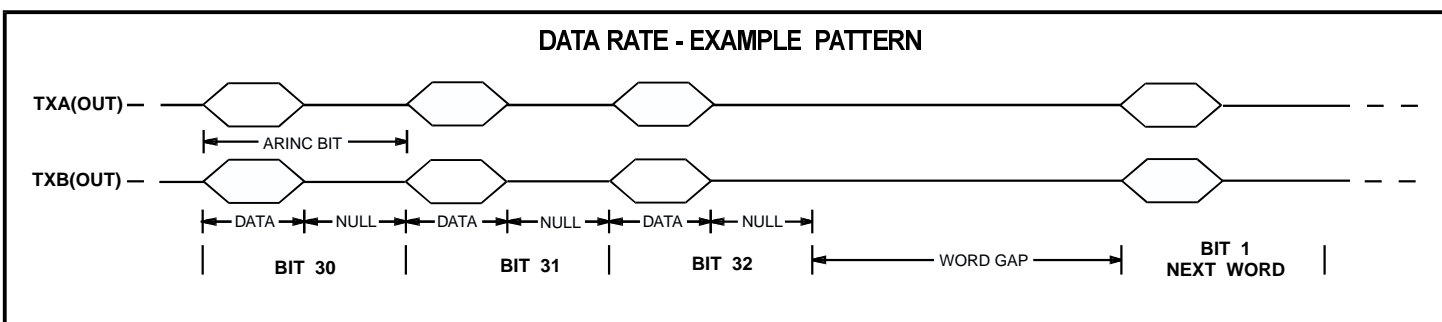 DATA RATE - EXAMPLE PATTERN
TXA(OUT)
ARINC BIT
TXB(OUT)
DATA NULL DATA NULL DATA NULL
BIT 30 BIT 31 BIT 32 WORD GAP BIT 1
NEXT WORD